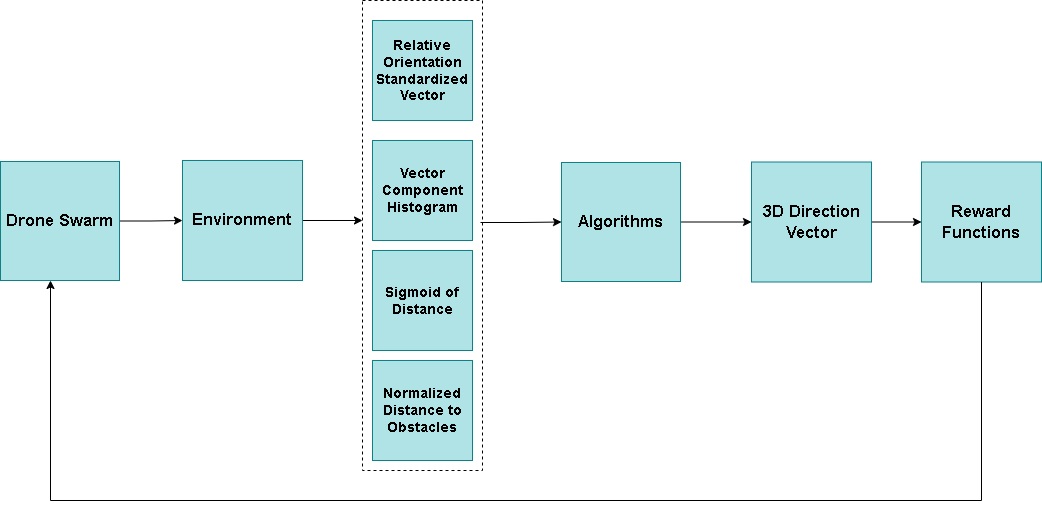 Relative
Orientation
Standardized
Vector
Drone Swarm
Environment
Vector
Component
Histogram
Sigmoid of
Distance
Normalized
Distance to
Obstacles
Algorithms
3D Direction
Vector
Reward
Functions